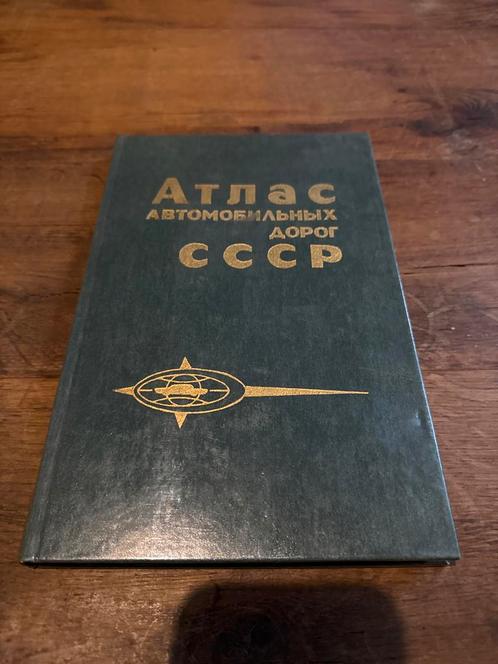 Атлас
автомобильных
дорог
СССР